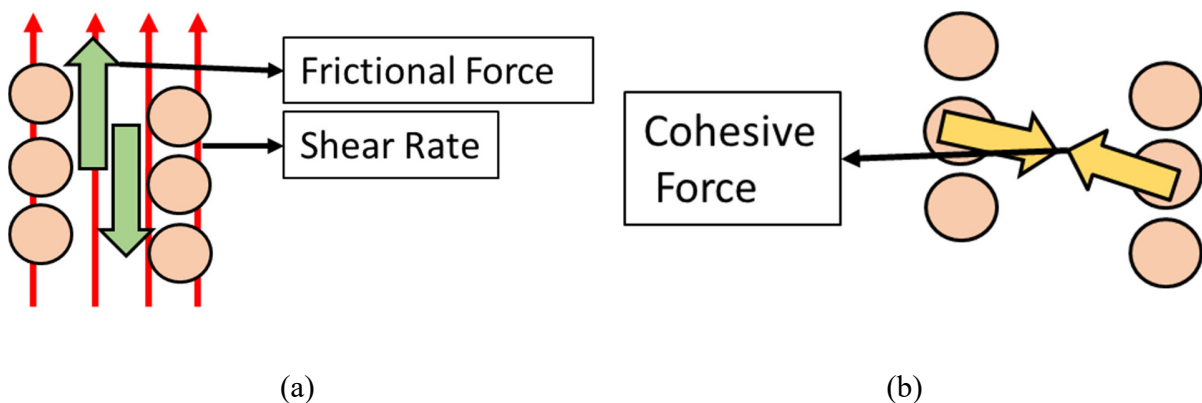 Frictional Force
Shear Rate
Cohesive
Force
(a)
(b)